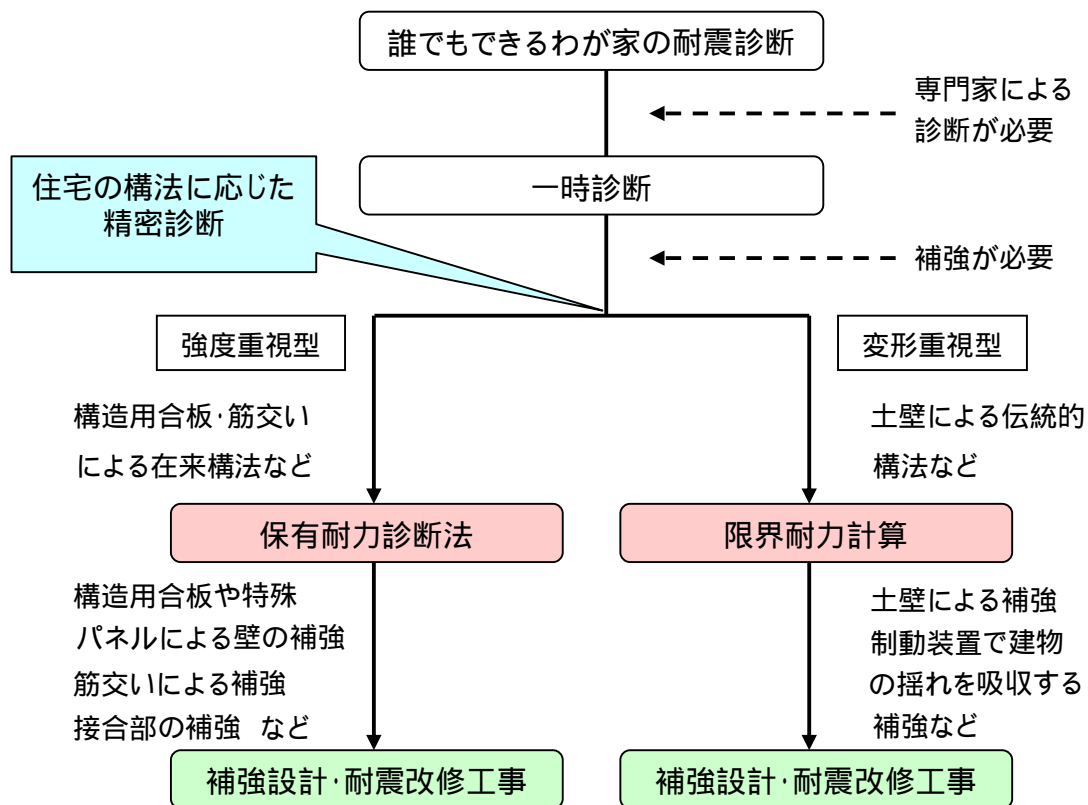 誰でもできるわが家の耐震診断
専門家による
診断が必要
住宅の構法に応じた
精密診断
一時診断
補強が必要
強度重視型
変形重視型
構造用合板・筋交い
による在来構法など
土壁による伝統的
構法など
保有耐力診断法
限界耐力計算
構造用合板や特殊
パネルによる壁の補強
筋交いによる補強
接合部の補強 など
土壁による補強
制動装置で建物
の揺れを吸収する
補強など
補強設計・耐震改修工事
補強設計・耐震改修工事